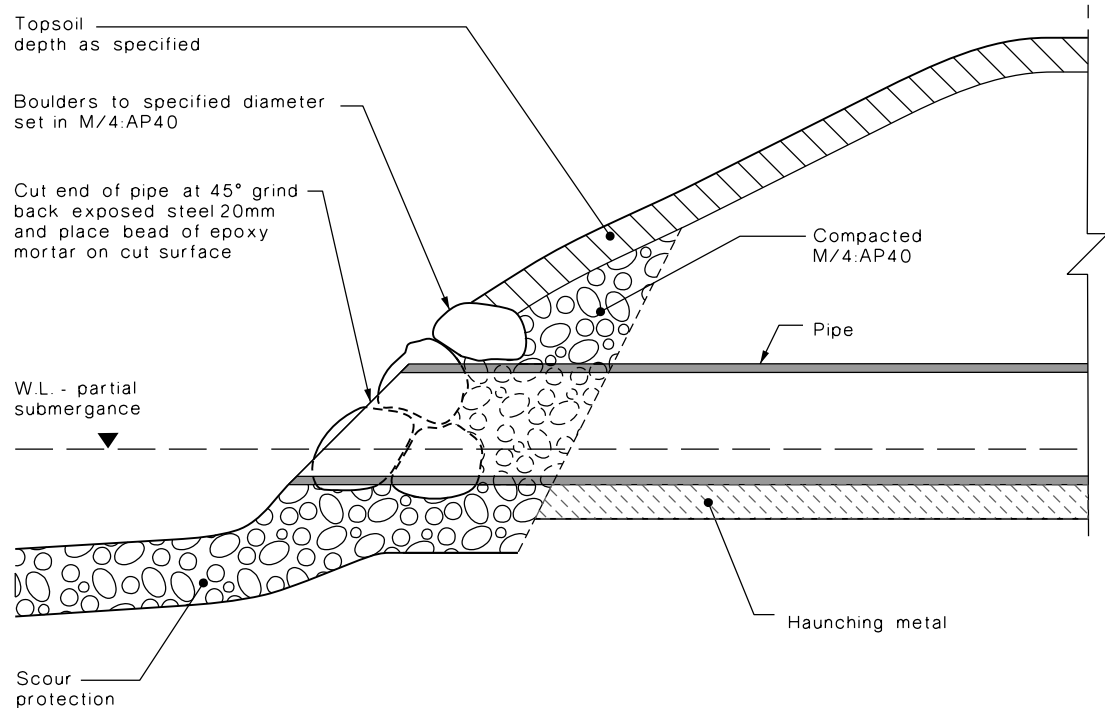 Topsoil
depth as specified
Boulders to specified diameter
set in M/4:AP40
Cut end of pipe at 45° grind
back exposed steel 20mm
and place bead of epoxy
mortar on cut surface
Compacted
M/4:AP40
Pipe
W.L. - partial
submergance
Haunching metal
Scour
protection